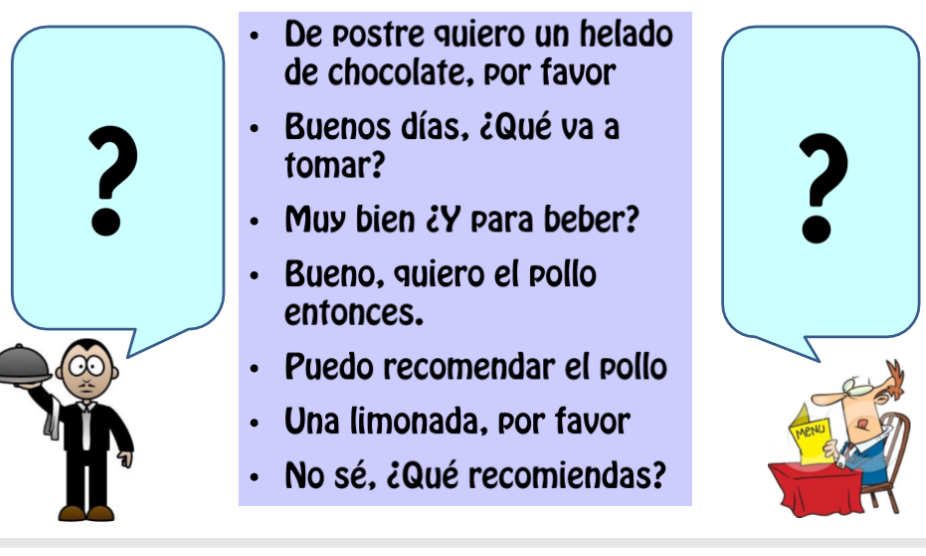 ?
• De postre quiero un helado
de chocolate, por favor
• Buenos días, ¿Qué va a
tomar?
• Muy bien ¿Y para beber?
• Bueno, quiero el pollo
entonces.
• Puedo recomendar el pollo
• Una limonada, por favor
• No sé, ¿Qué recomiendas?
?
MENU